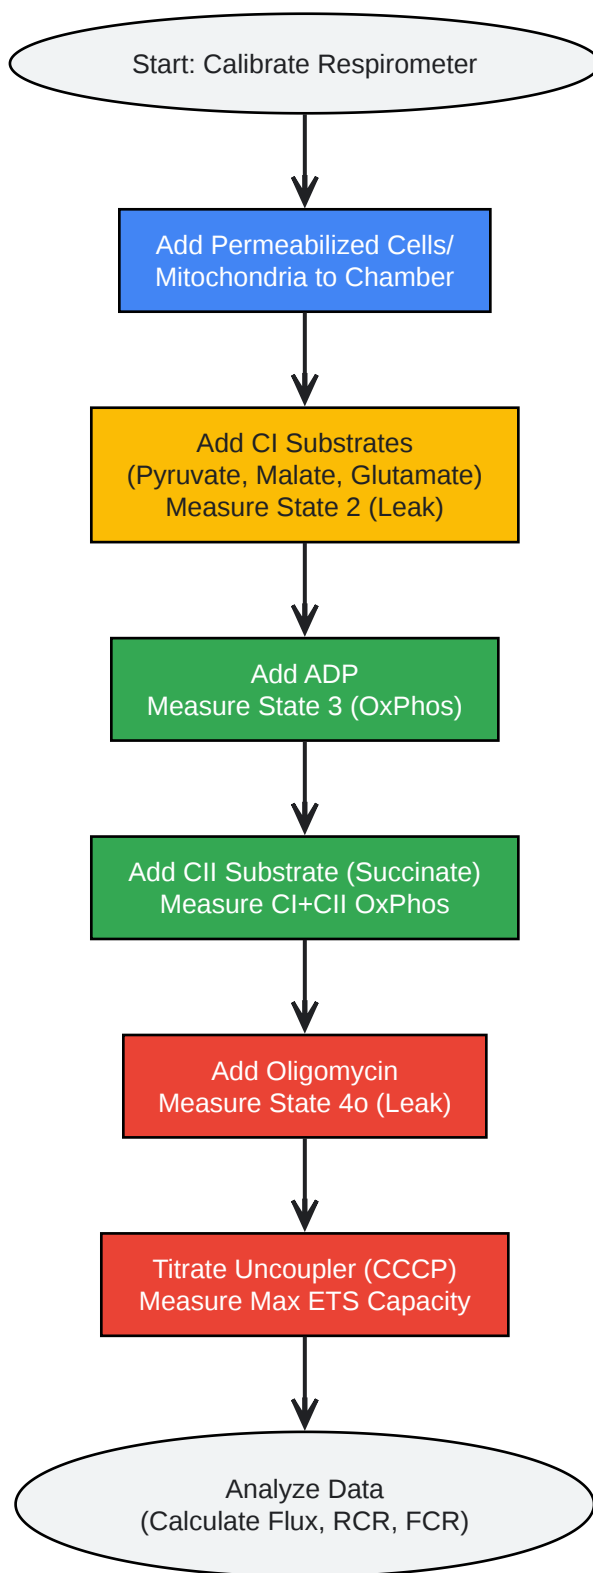 Start: Calibrate Respirometer
Add Permeabilized Cells/
Mitochondria to Chamber
Add CI Substrates
(Pyruvate, Malate, Glutamate)
Measure State 2 (Leak)
Add ADP
Measure State 3 (OxPhos)
Add CII Substrate (Succinate)
Measure CI+CII OxPhos
Add Oligomycin
Measure State 4o (Leak)
Titrate Uncoupler (CCCP)
Measure Max ETS Capacity
Analyze Data
(Calculate Flux, RCR, FCR)